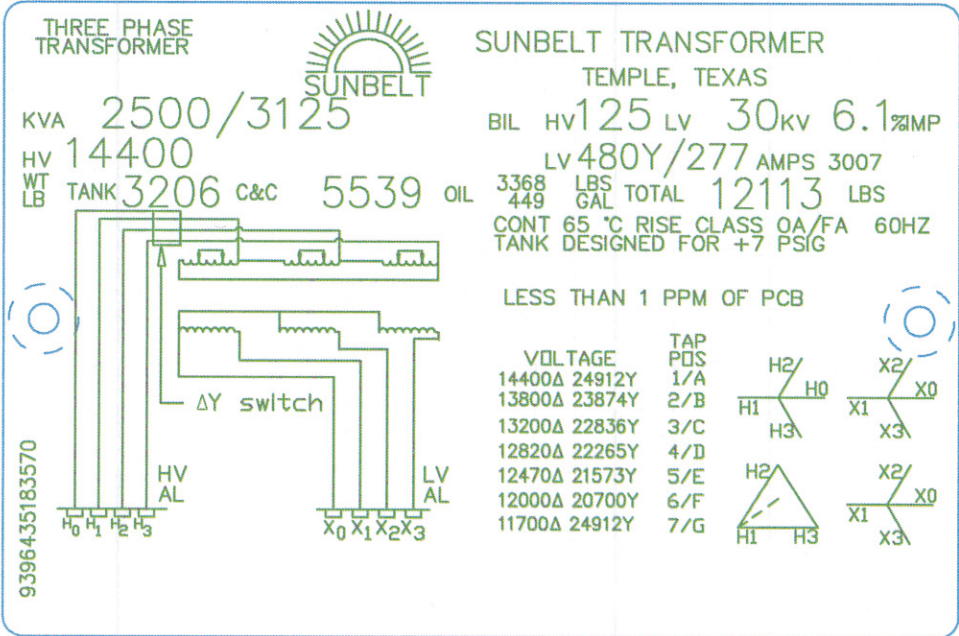 THREE PHASE
TRANSFORMER
SUNBELT
SUNBELT TRANSFORMER
TEMPLE, TEXAS
KVA 2500/3125
BIL HV 125 LV 30KV 6.1%IMP
HV 14400
LV 480Y/277 AMPS 3007
WT LB TANK 3206 C&C 5539 OIL 3368 LBS 449 GAL TOTAL 12113 LBS
CONT 65 °C RISE CLASS OA/FA 60HZ
TANK DESIGNED FOR +7 PSIG
LESS THAN 1 PPM OF PCB
ΔY switch
HV
AL
LV
AL
H0 H1 H2 H3
X0 X1 X2 X3
9396435183570
VOLTAGE TAP POS
14400Δ 24912Y 1/A
13800Δ 23874Y 2/B
13200Δ 22836Y 3/C
12820Δ 22265Y 4/D
12470Δ 21573Y 5/E
12000Δ 20700Y 6/F
11700Δ 24912Y 7/G
H2 X2
H1 H0 X1 X0
H3 X3
H2 X2
X1 X0
H1 H3 X3